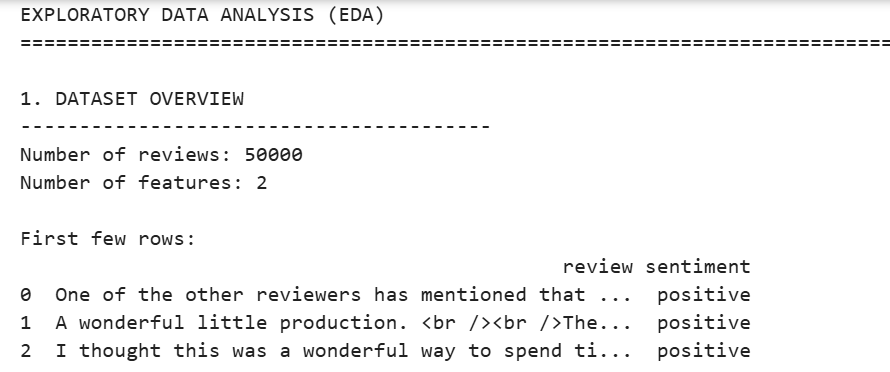 EXPLORATORY DATA ANALYSIS (EDA)
==========================================================================
1. DATASET OVERVIEW
----------------------------------------
Number of reviews: 50000
Number of features: 2
First few rows:
review sentiment
0 One of the other reviewers has mentioned that ... positive
1 A wonderful little production. <br /><br />The... positive
2 I thought this was a wonderful way to spend ti... positive